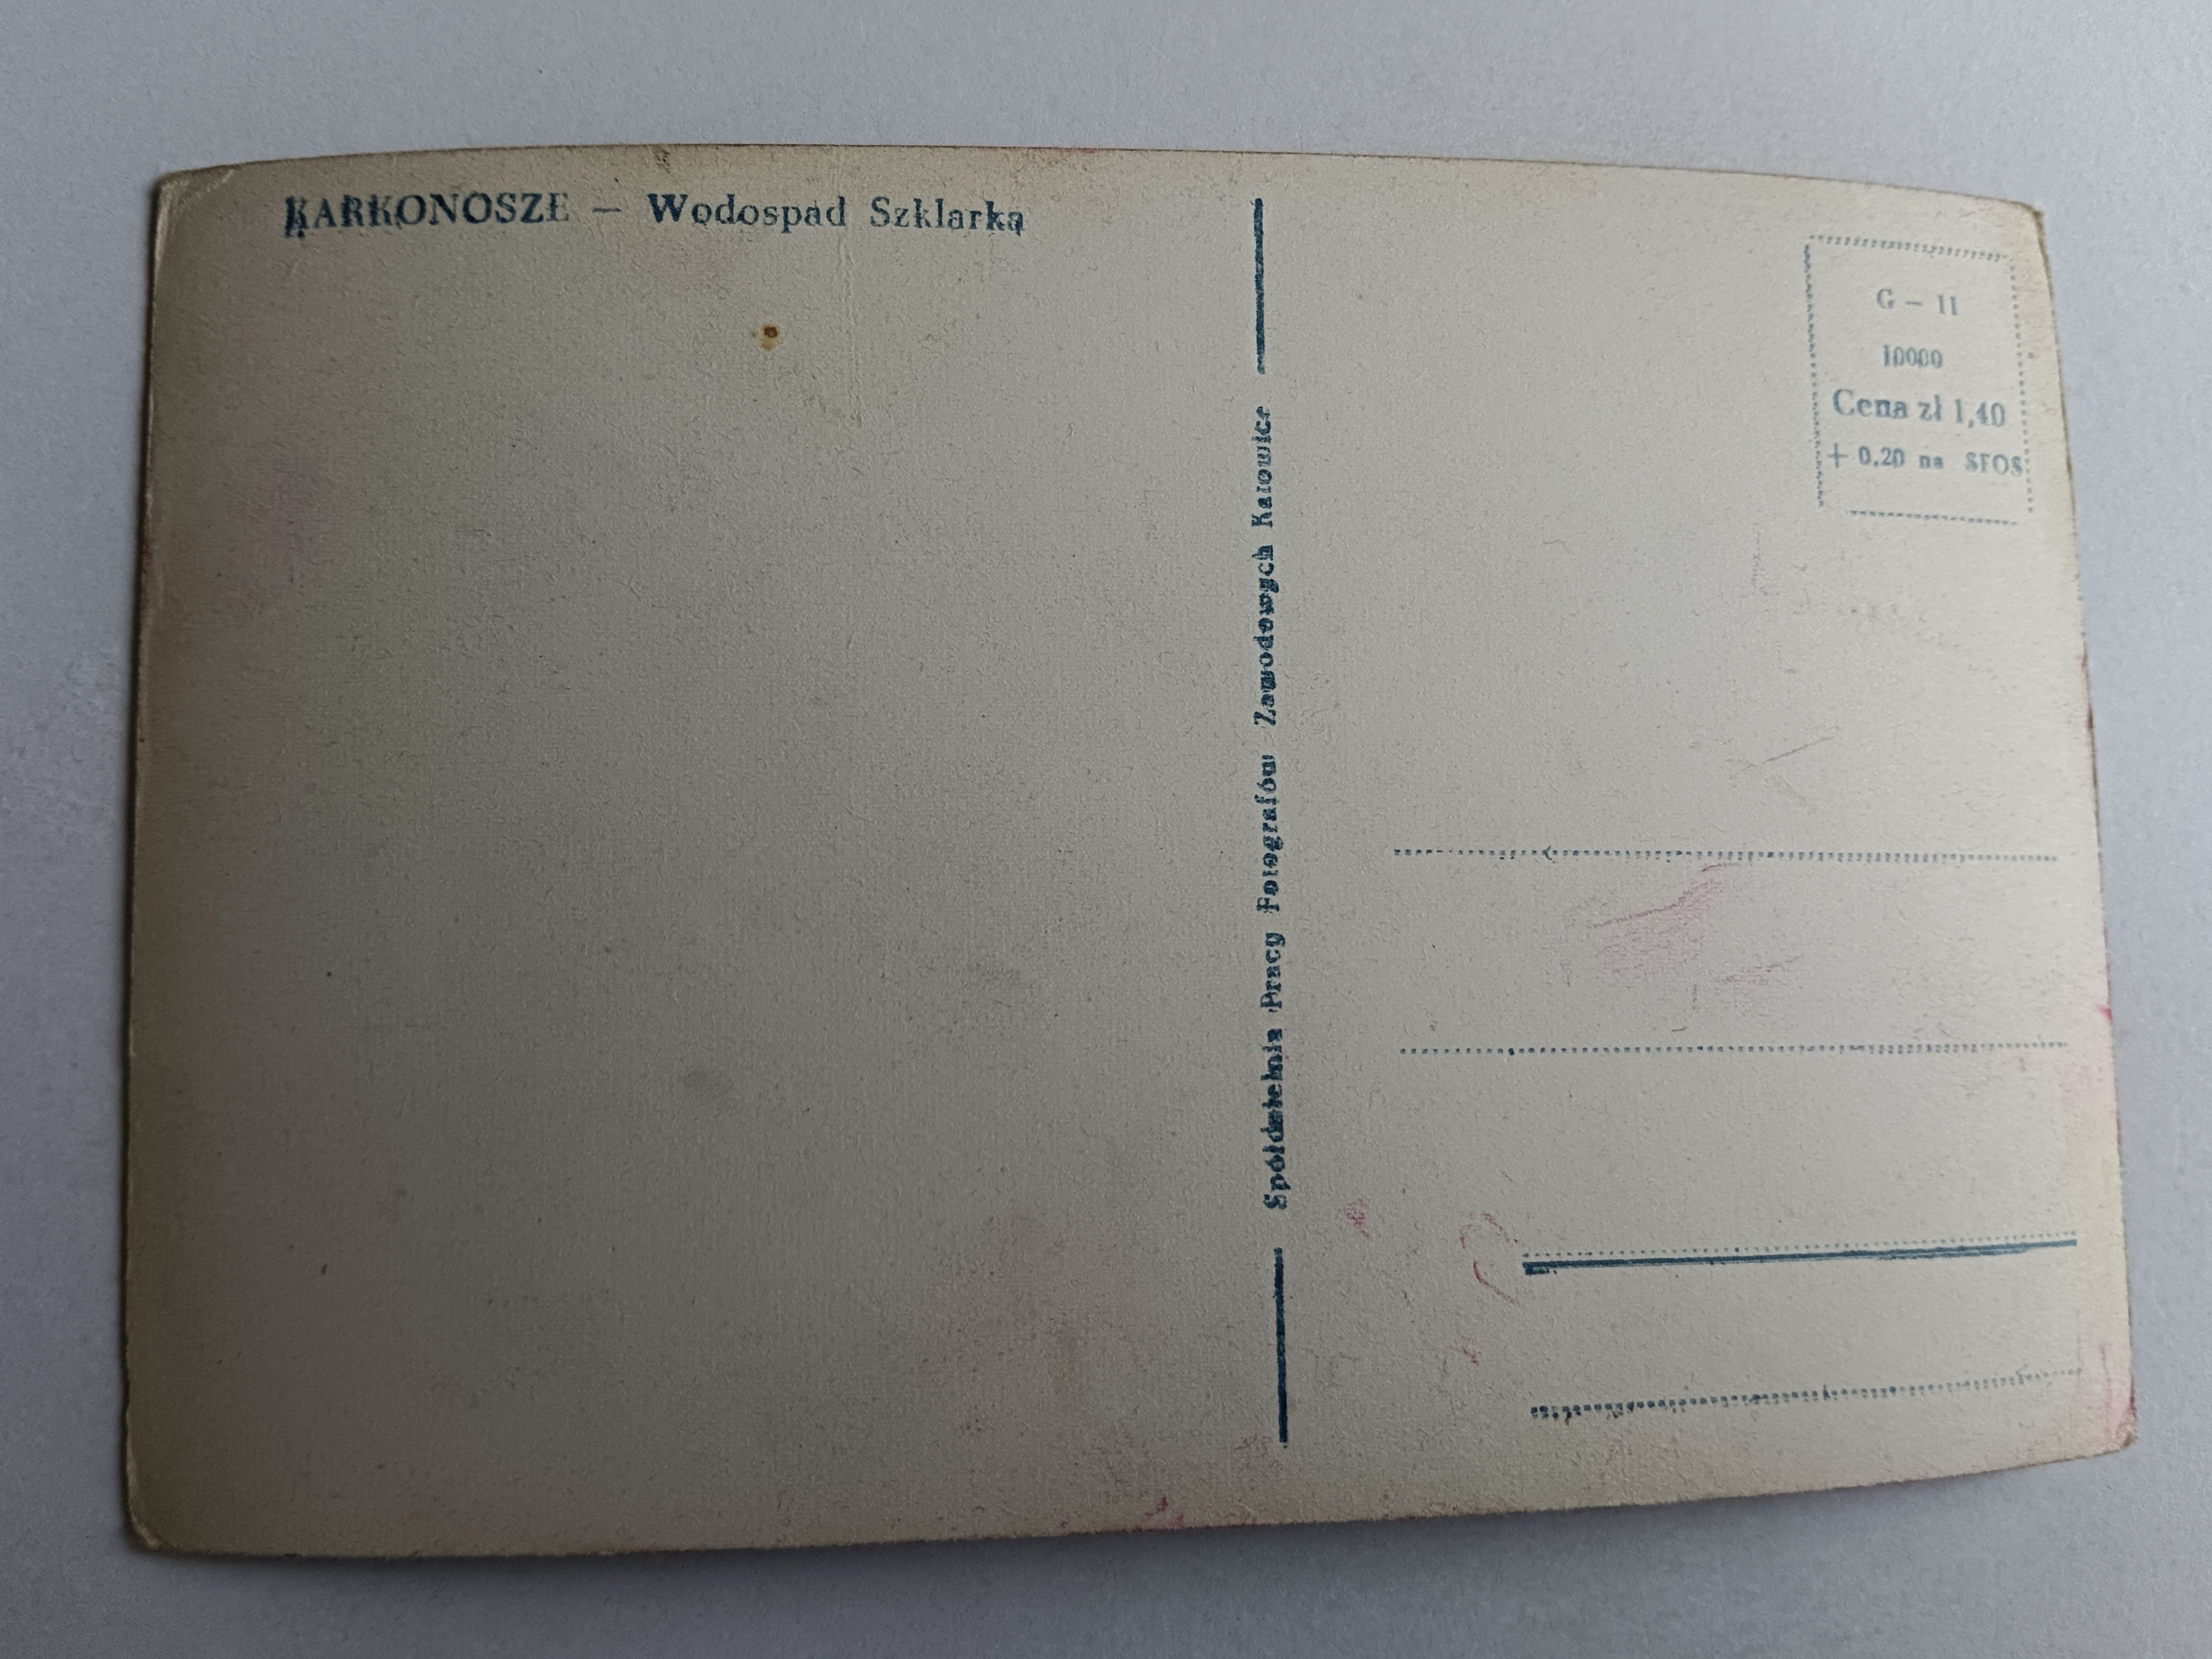 KARKONOSZE — Wodospad Szklarka
Spółdzielnia Pracy Fotografów Zawodowych Katowice
G — 11
10000
Cena zł 1,40
+ 0.20 na SFOS